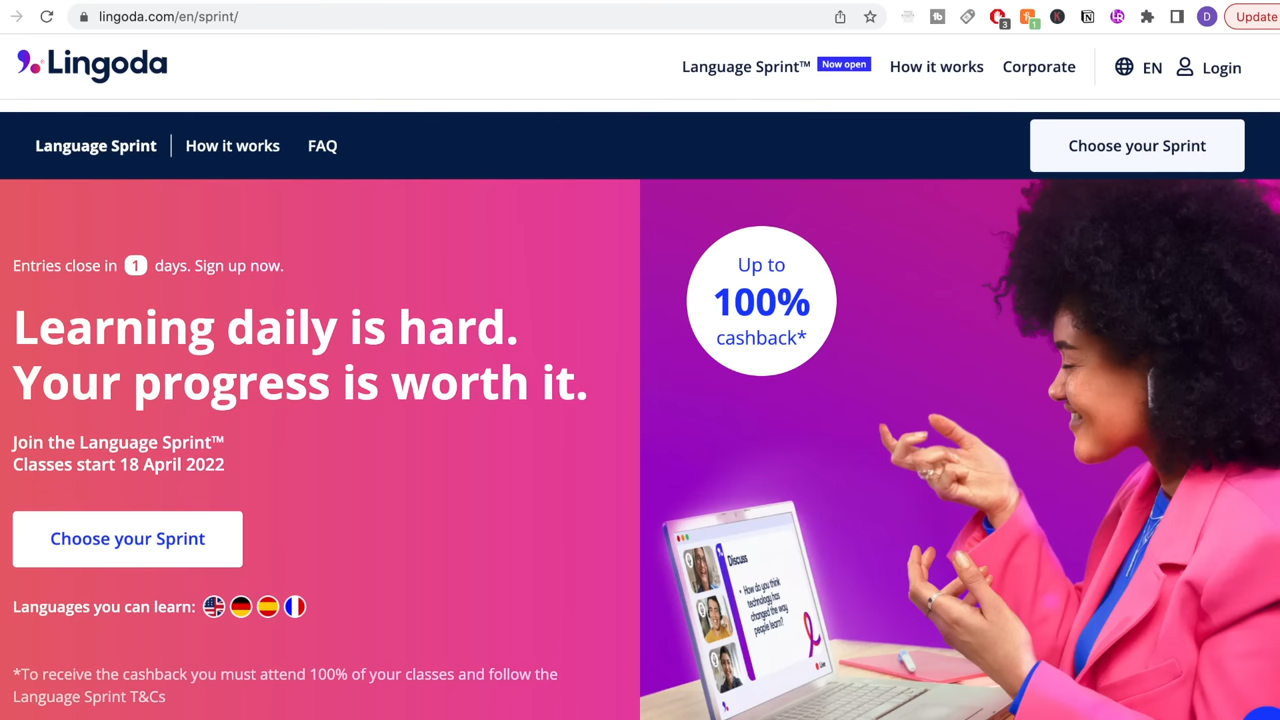 lingoda.com/en/sprint/
3
1
K
D
Update
Lingoda
Language Sprint™ Now open How it works Corporate EN Login
Language Sprint How it works FAQ Choose your Sprint
Entries close in 1 days. Sign up now.
Learning daily is hard.
Your progress is worth it.
Join the Language Sprint™
Classes start 18 April 2022
Choose your Sprint
Languages you can learn:
*To receive the cashback you must attend 100% of your classes and follow the
Language Sprint T&Cs
Up to
100%
cashback*
Discuss
How do you think
technology has
changed the way
people learn?
Live